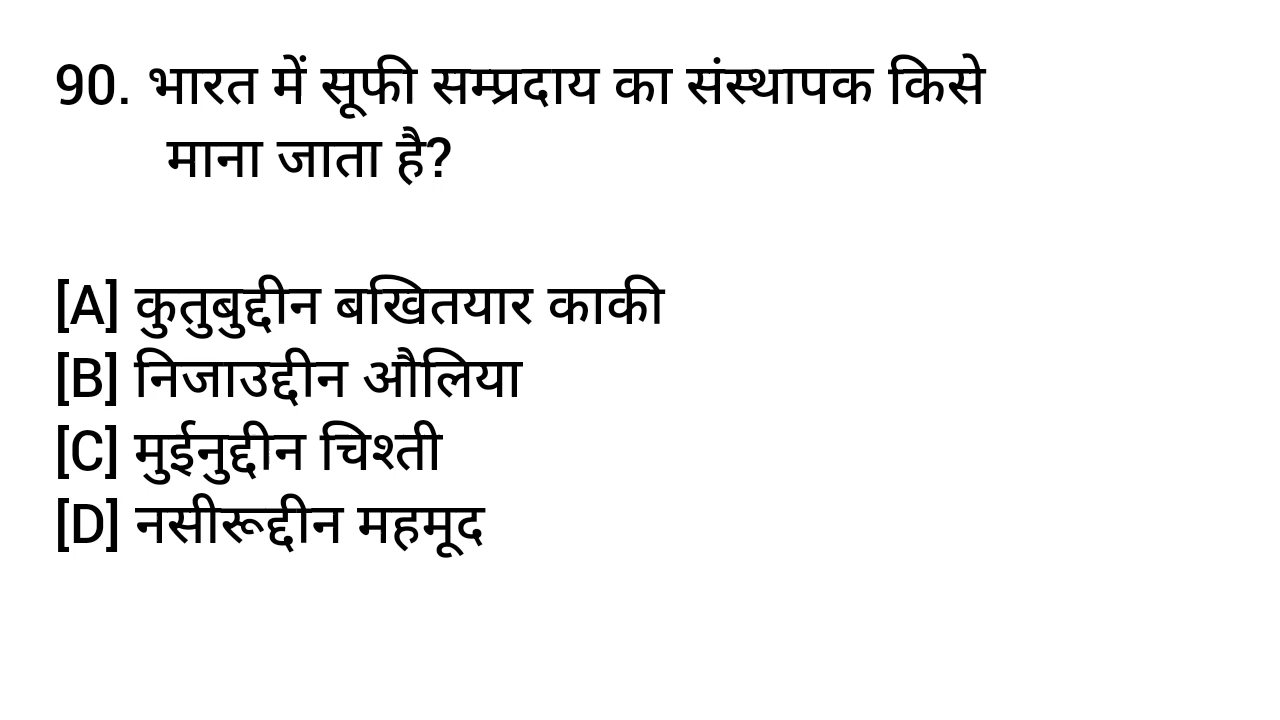 90. भारत में सूफी सम्प्रदाय का संस्थापक किसे
माना जाता है?
[A] कुतुबुद्दीन बखितयार काकी
[B] निजाउद्दीन औलिया
[C] मुईनुद्दीन चिश्ती
[D] नसीरूद्दीन महमूद